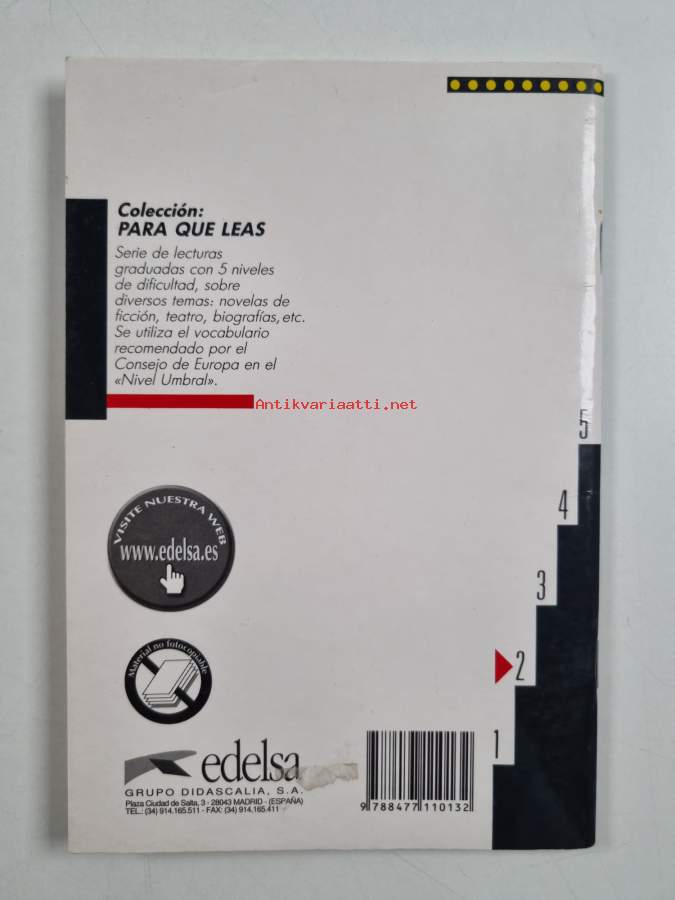 Colección:
PARA QUE LEAS
Serie de lecturas
graduadas con 5 niveles
de dificultad, sobre
diversos temas: novelas de
ficción, teatro, biografías, etc.
Se utiliza el vocabulario
recomendado por el
Consejo de Europa en el
«Nivel Umbral».
Antikvariaatti.net
5
4
VISITE NUESTRA WEB
www.edelsa.es
3
Material no fotocopiable
2
1
edelsa
GRUPO DIDASCALIA, S.A.
Plaza Ciudad de Salta, 3 - 28043 MADRID - (ESPAÑA)
TEL.: (34) 914.165.511 - FAX: (34) 914.165.411
9 788477 110132